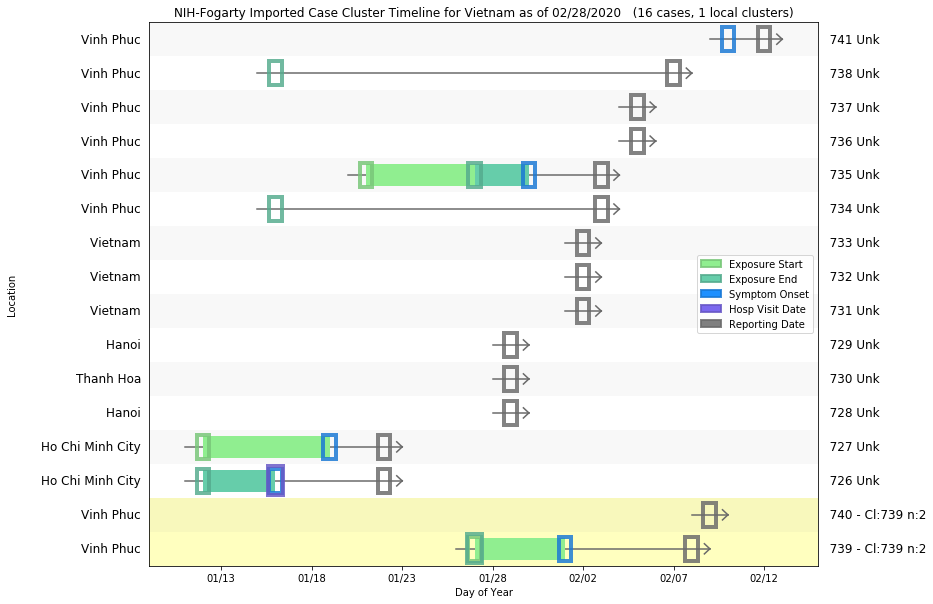 NIH-Fogarty Imported Case Cluster Timeline for Vietnam as of 02/28/2020   (16 cases, 1 local clusters)
Vinh Phuc 741 Unk
Vinh Phuc 738 Unk
Vinh Phuc 737 Unk
Vinh Phuc 736 Unk
Vinh Phuc 735 Unk
Vinh Phuc 734 Unk
Vietnam 733 Unk
Vietnam 732 Unk
Vietnam 731 Unk
Hanoi 729 Unk
Thanh Hoa 730 Unk
Hanoi 728 Unk
Ho Chi Minh City 727 Unk
Ho Chi Minh City 726 Unk
Vinh Phuc 740 - Cl:739 n:2
Vinh Phuc 739 - Cl:739 n:2
Exposure Start
Exposure End
Symptom Onset
Hosp Visit Date
Reporting Date
Location
01/13 01/18 01/23 01/28 02/02 02/07 02/12
Day of Year